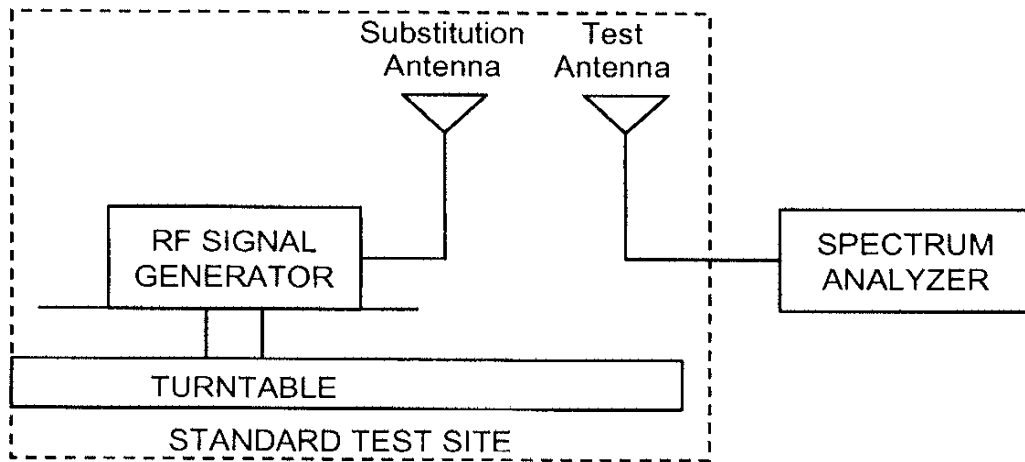 Substitution
Antenna
Test
Antenna
RF SIGNAL
GENERATOR
SPECTRUM
ANALYZER
TURNTABLE
STANDARD TEST SITE